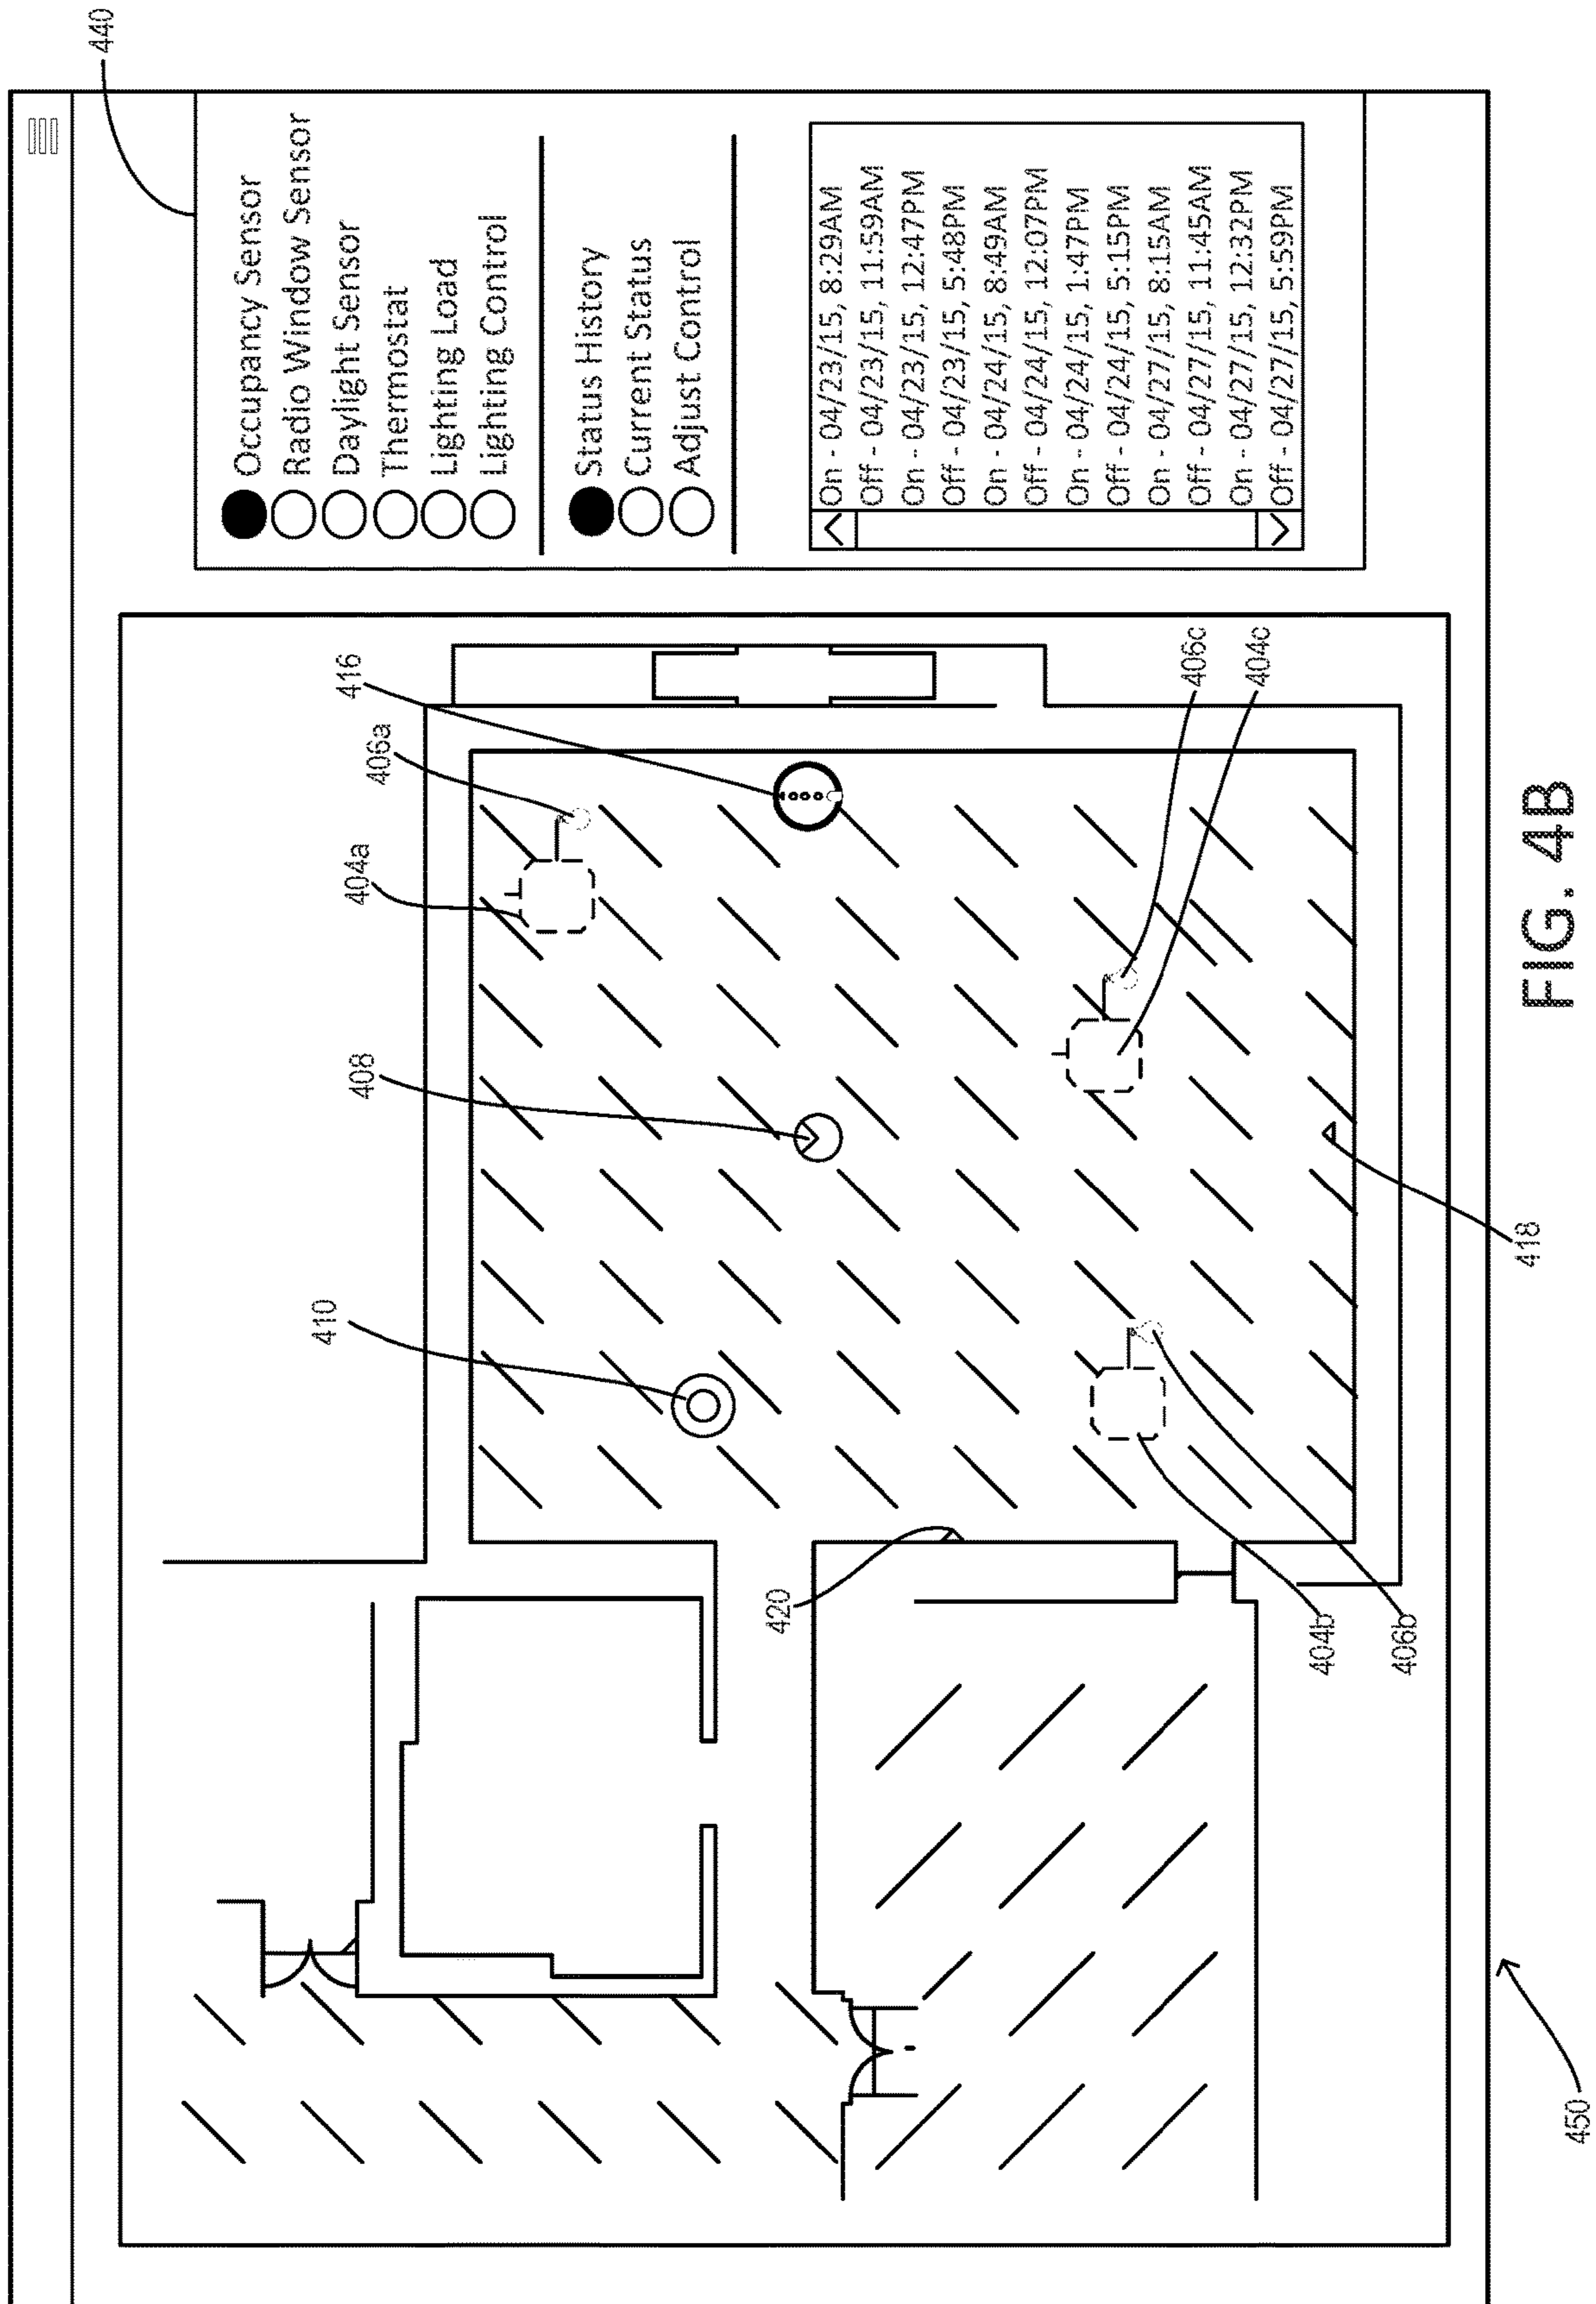 440
Occupancy Sensor
Radio Window Sensor
Daylight Sensor
Thermostat
Lighting Load
Lighting Control
Status History
Current Status
Adjust Control
On - 04/23/15, 8:29AM
Off - 04/23/15, 11:59AM
On - 04/23/15, 12:47PM
Off - 04/23/15, 5:48PM
On - 04/24/15, 8:49AM
Off - 04/24/15, 12:07PM
On - 04/24/15, 1:47PM
Off - 04/24/15, 5:15PM
On - 04/27/15, 8:15AM
Off - 04/27/15, 11:45AM
On - 04/27/15, 12:32PM
Off - 04/27/15, 5:59PM
410
408
404a
406a
416
420
404b
406b
418
406c
404c
450
FIG. 4B